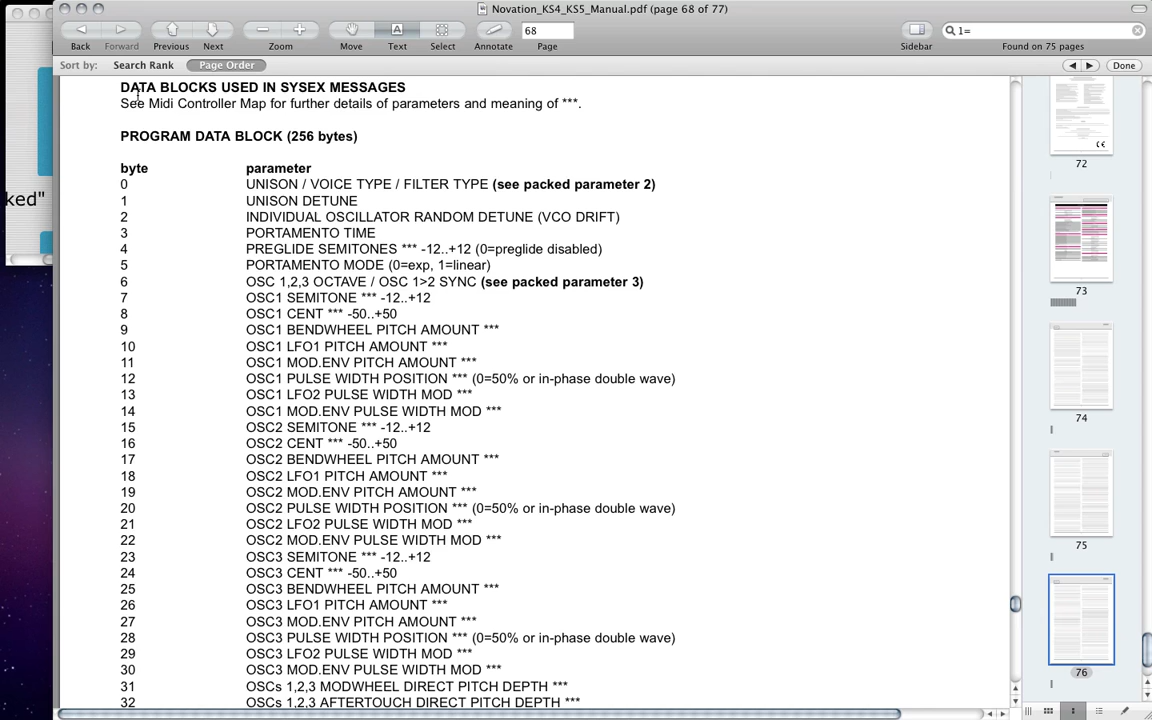 Novation_KS4_KS5_Manual.pdf (page 68 of 77)
68
1=
Back Forward Previous Next Zoom Move Text Select Annotate Page Sidebar Found on 75 pages
Sort by: Search Rank Page Order Done
ked"
DATA BLOCKS USED IN SYSEX MESSAGES
See Midi Controller Map for further details of parameters and meaning of ***.
PROGRAM DATA BLOCK (256 bytes)
byte parameter
0 UNISON / VOICE TYPE / FILTER TYPE (see packed parameter 2)
1 UNISON DETUNE
2 INDIVIDUAL OSCILLATOR RANDOM DETUNE (VCO DRIFT)
3 PORTAMENTO TIME
4 PREGLIDE SEMITONES *** -12..+12 (0=preglide disabled)
5 PORTAMENTO MODE (0=exp, 1=linear)
6 OSC 1,2,3 OCTAVE / OSC 1>2 SYNC (see packed parameter 3)
7 OSC1 SEMITONE *** -12..+12
8 OSC1 CENT *** -50..+50
9 OSC1 BENDWHEEL PITCH AMOUNT ***
10 OSC1 LFO1 PITCH AMOUNT ***
11 OSC1 MOD.ENV PITCH AMOUNT ***
12 OSC1 PULSE WIDTH POSITION *** (0=50% or in-phase double wave)
13 OSC1 LFO2 PULSE WIDTH MOD ***
14 OSC1 MOD.ENV PULSE WIDTH MOD ***
15 OSC2 SEMITONE *** -12..+12
16 OSC2 CENT *** -50..+50
17 OSC2 BENDWHEEL PITCH AMOUNT ***
18 OSC2 LFO1 PITCH AMOUNT ***
19 OSC2 MOD.ENV PITCH AMOUNT ***
20 OSC2 PULSE WIDTH POSITION *** (0=50% or in-phase double wave)
21 OSC2 LFO2 PULSE WIDTH MOD ***
22 OSC2 MOD.ENV PULSE WIDTH MOD ***
23 OSC3 SEMITONE *** -12..+12
24 OSC3 CENT *** -50..+50
25 OSC3 BENDWHEEL PITCH AMOUNT ***
26 OSC3 LFO1 PITCH AMOUNT ***
27 OSC3 MOD.ENV PITCH AMOUNT ***
28 OSC3 PULSE WIDTH POSITION *** (0=50% or in-phase double wave)
29 OSC3 LFO2 PULSE WIDTH MOD ***
30 OSC3 MOD.ENV PULSE WIDTH MOD ***
31 OSCs 1,2,3 MODWHEEL DIRECT PITCH DEPTH ***
32 OSCs 1,2,3 AFTERTOUCH DIRECT PITCH DEPTH ***
72
73
74
75
76